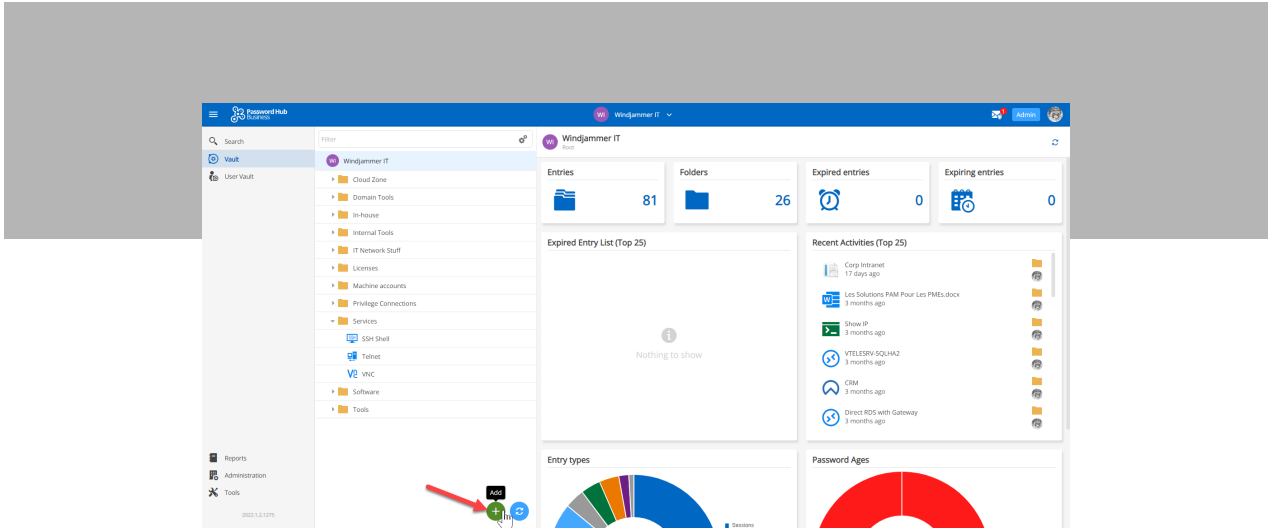 Password Hub
Business
WI Windjammer IT
1
Admin
Search
Vault
User Vault
Reports
Administration
Tools
2022.1.2.1275
Filter
WI Windjammer IT
Cloud Zone
Domain Tools
In-house
Internal Tools
IT Network Stuff
Licenses
Machine accounts
Privilege Connections
Services
SSH Shell
Telnet
VNC
Software
Tools
Add
WI Windjammer IT
Root
Entries
81
Folders
26
Expired entries
0
Expiring entries
0
Expired Entry List (Top 25)
Nothing to show
Recent Activities (Top 25)
Corp Intranet
17 days ago
Les Solutions PAM Pour Les PMEs.docx
3 months ago
Show IP
3 months ago
VTELESRV-SQLHA2
3 months ago
CRM
3 months ago
Direct RDS with Gateway
3 months ago
Entry types
Sessions
Password Ages